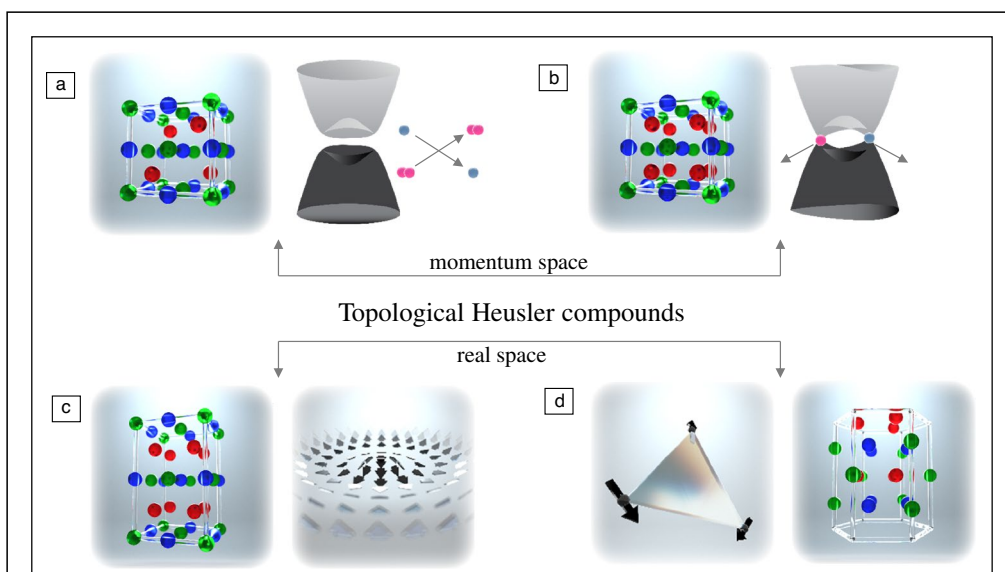 a
b
momentum space
Topological Heusler compounds
real space
c
d